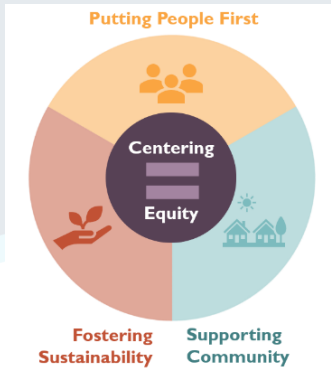 Putting People First
Centering
Equity
Fostering
Sustainability
Supporting
Community